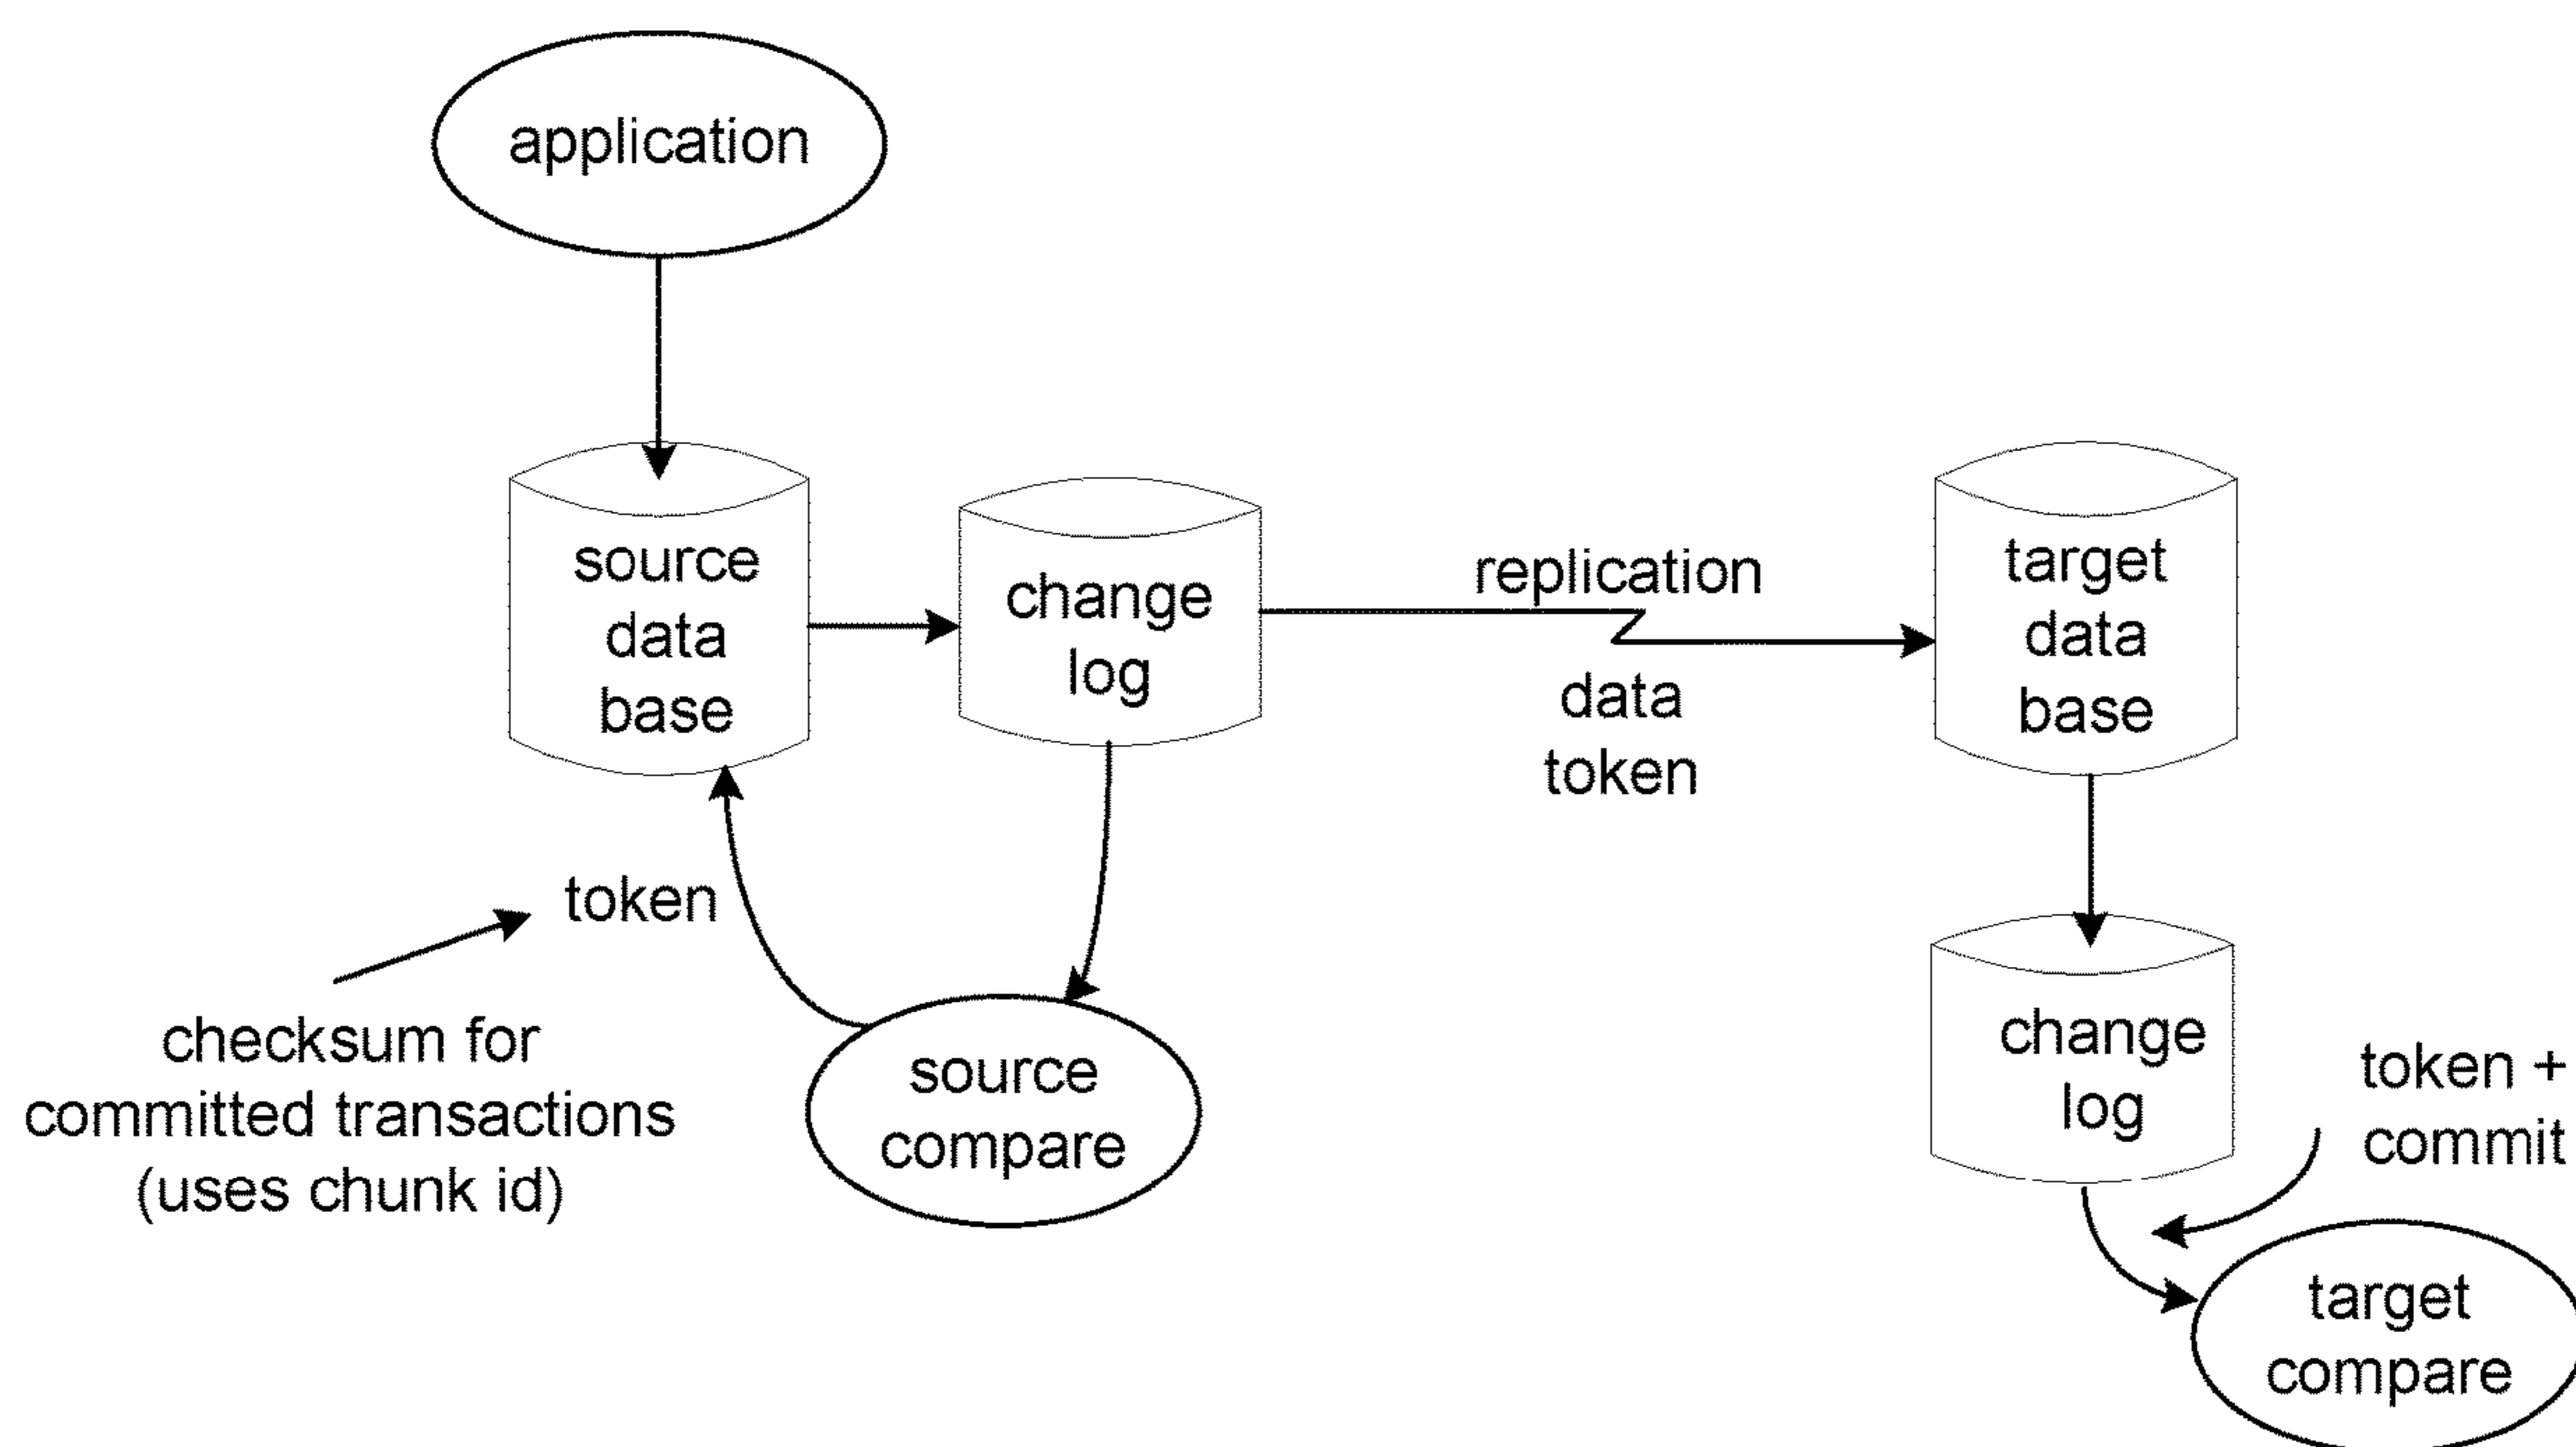 application
source
data
base
change
log
replication
data
token
target
data
base
token
checksum for
committed transactions
(uses chunk id)
source
compare
change
log
token +
commit
target
compare